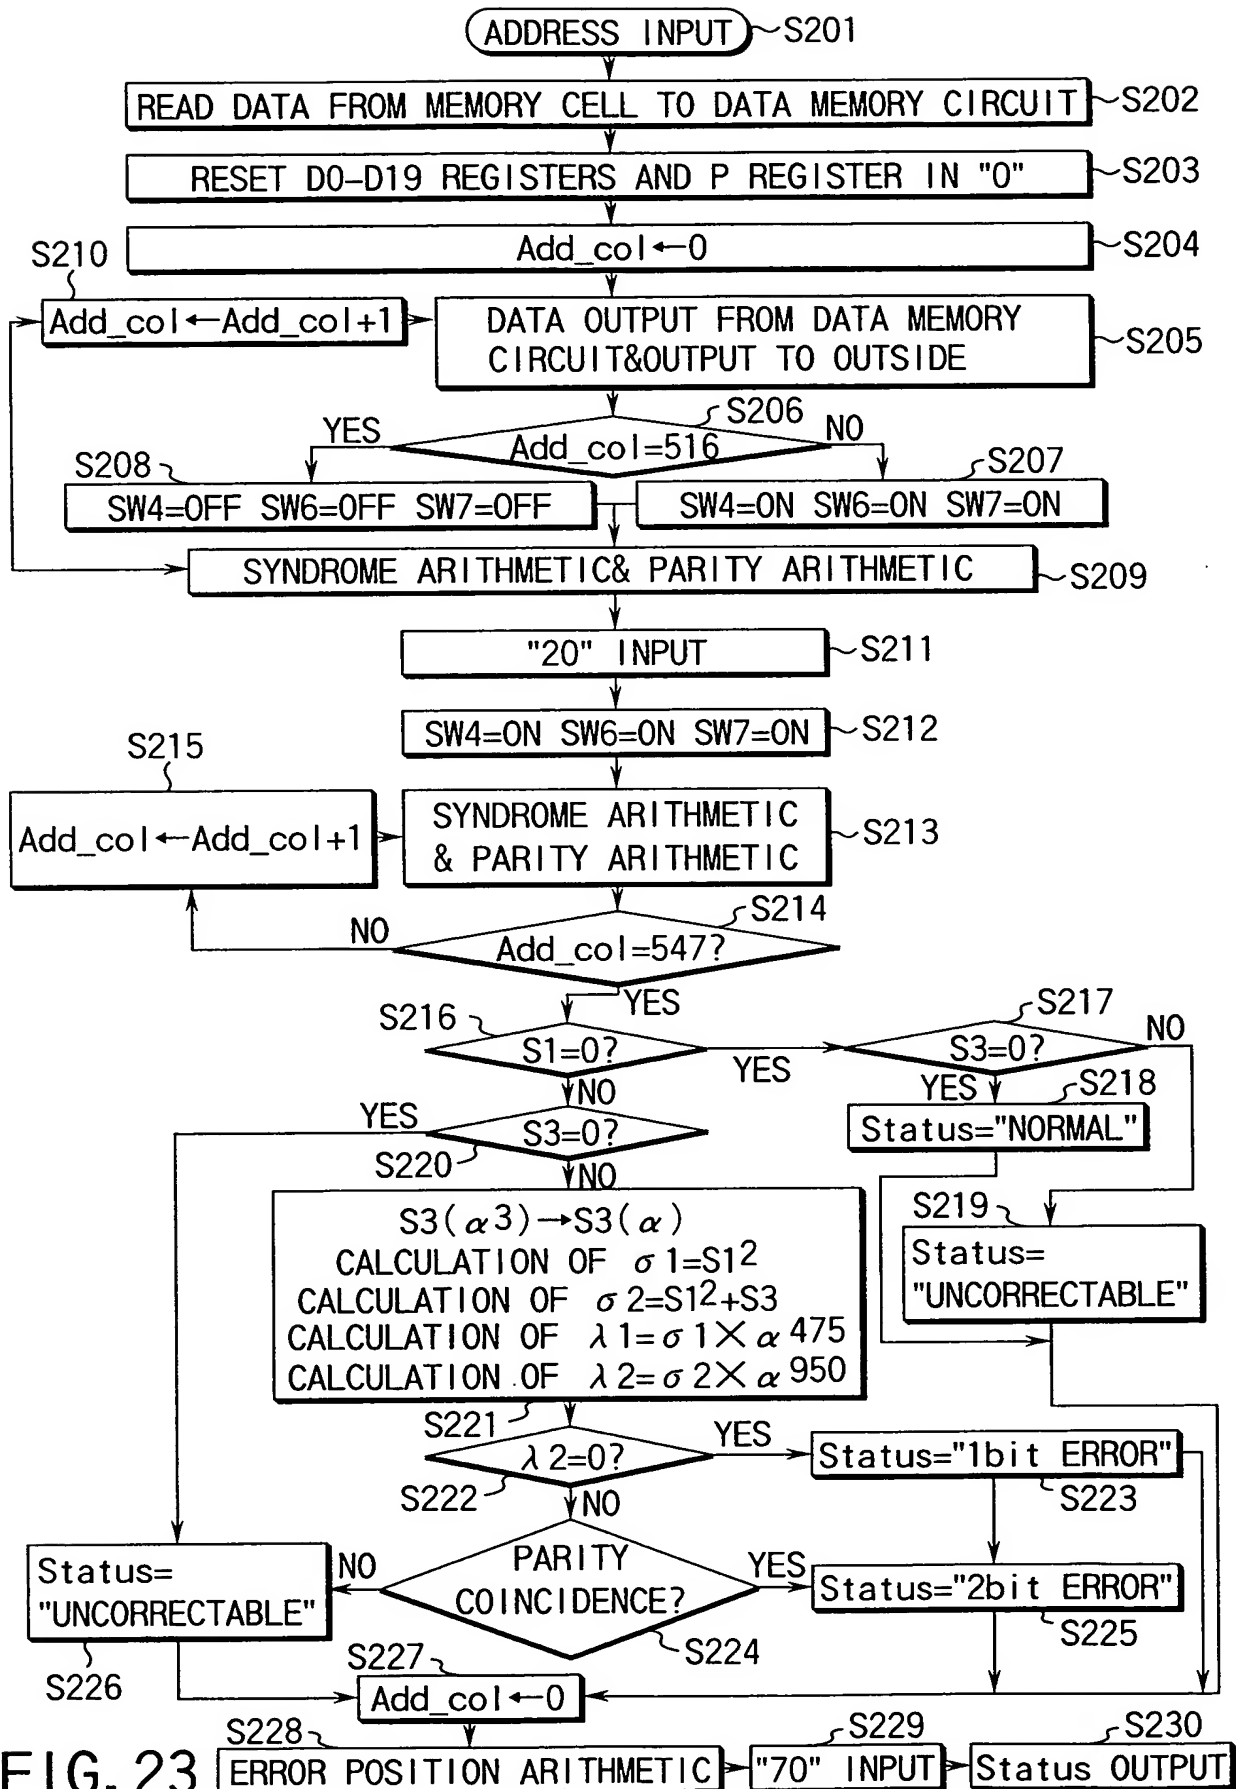 ADDRESS INPUT S201
READ DATA FROM MEMORY CELL TO DATA MEMORY CIRCUIT S202
RESET D0-D19 REGISTERS AND P REGISTER IN "0" S203
Add_col←0 S204
S210
Add_col←Add_col+1
DATA OUTPUT FROM DATA MEMORY
CIRCUIT&OUTPUT TO OUTSIDE
S205
S206
YES Add_col=516 NO
S208 S207
SW4=OFF SW6=OFF SW7=OFF SW4=ON SW6=ON SW7=ON
SYNDROME ARITHMETIC& PARITY ARITHMETIC S209
"20" INPUT S211
SW4=ON SW6=ON SW7=ON S212
S215
Add_col←Add_col+1
SYNDROME ARITHMETIC
& PARITY ARITHMETIC
S213
S214
NO Add_col=547?
YES
S216 S217
S1=0? YES S3=0? NO
NO YES S218
YES S3=0? Status="NORMAL"
S220
NO
S3(α3)→S3(α)
CALCULATION OF σ1=S1²
CALCULATION OF σ2=S1²+S3
CALCULATION OF λ1=σ1×α475
CALCULATION OF λ2=σ2×α950
S219
Status=
"UNCORRECTABLE"
S221
λ2=0? YES Status="1bit ERROR"
S222 S223
NO
PARITY
COINCIDENCE?
NO YES
Status=
"UNCORRECTABLE"
Status="2bit ERROR"
S226 S224 S225
S227
Add_col←0
S228 S229 S230
ERROR POSITION ARITHMETIC "70" INPUT Status OUTPUT
FIG. 23